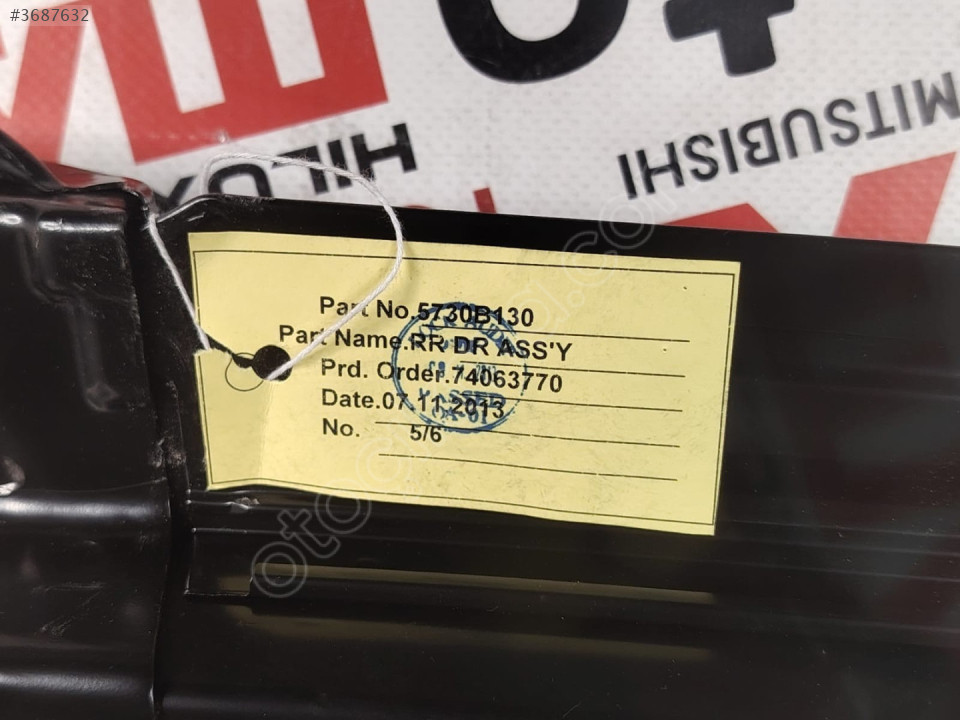 #3687632
HILUX
MITSUBISHI
Part No.5730B130
Part Name.RR DR ASS'Y
Prd. Order.74063770
Date.07.11.2013
No. 5/6